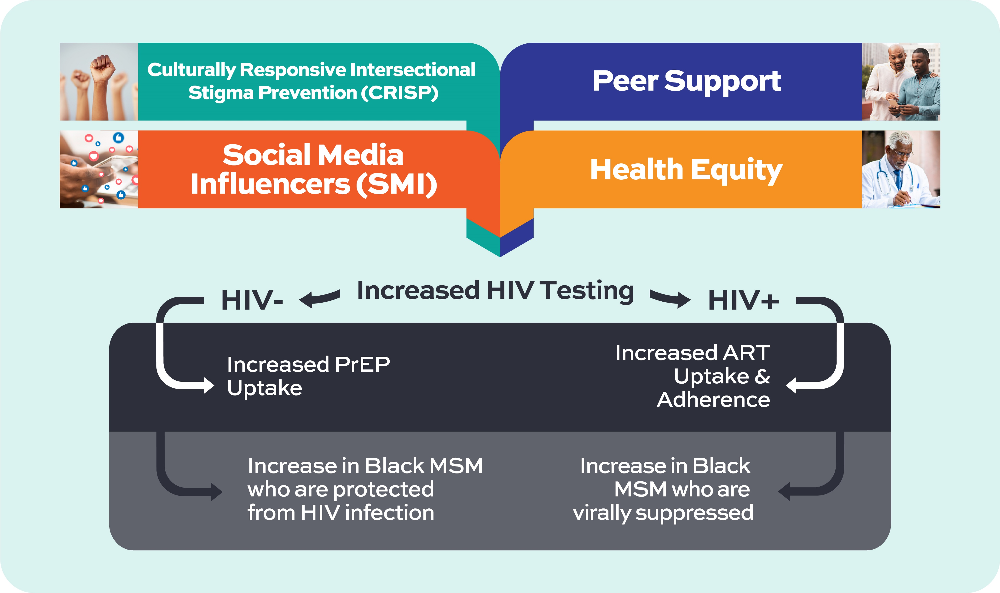 Culturally Responsive Intersectional
Stigma Prevention (CRISP)
Peer Support
Social Media
Influencers (SMI)
Health Equity
Increased HIV Testing
HIV-
HIV+
Increased PrEP
Uptake
Increased ART
Uptake &
Adherence
Increase in Black MSM
who are protected
from HIV infection
Increase in Black
MSM who are
virally suppressed